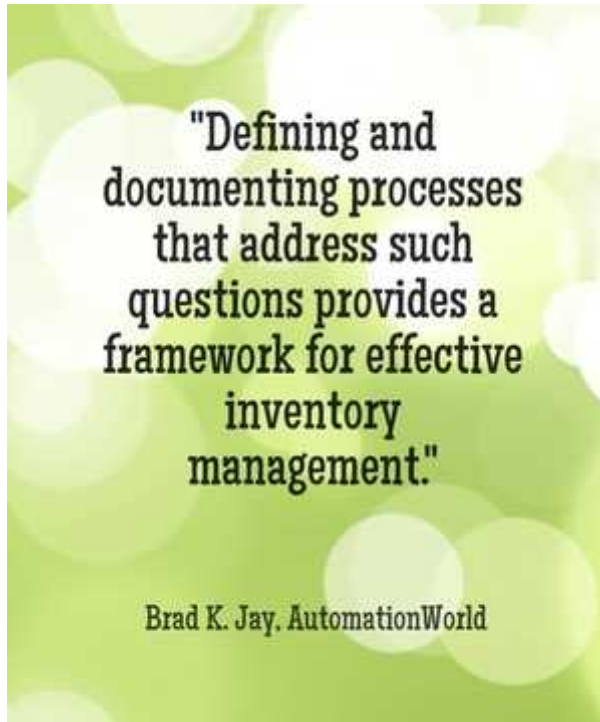 "Defining and
documenting processes
that address such
questions provides a
framework for effective
inventory
management."
Brad K. Jay, AutomationWorld